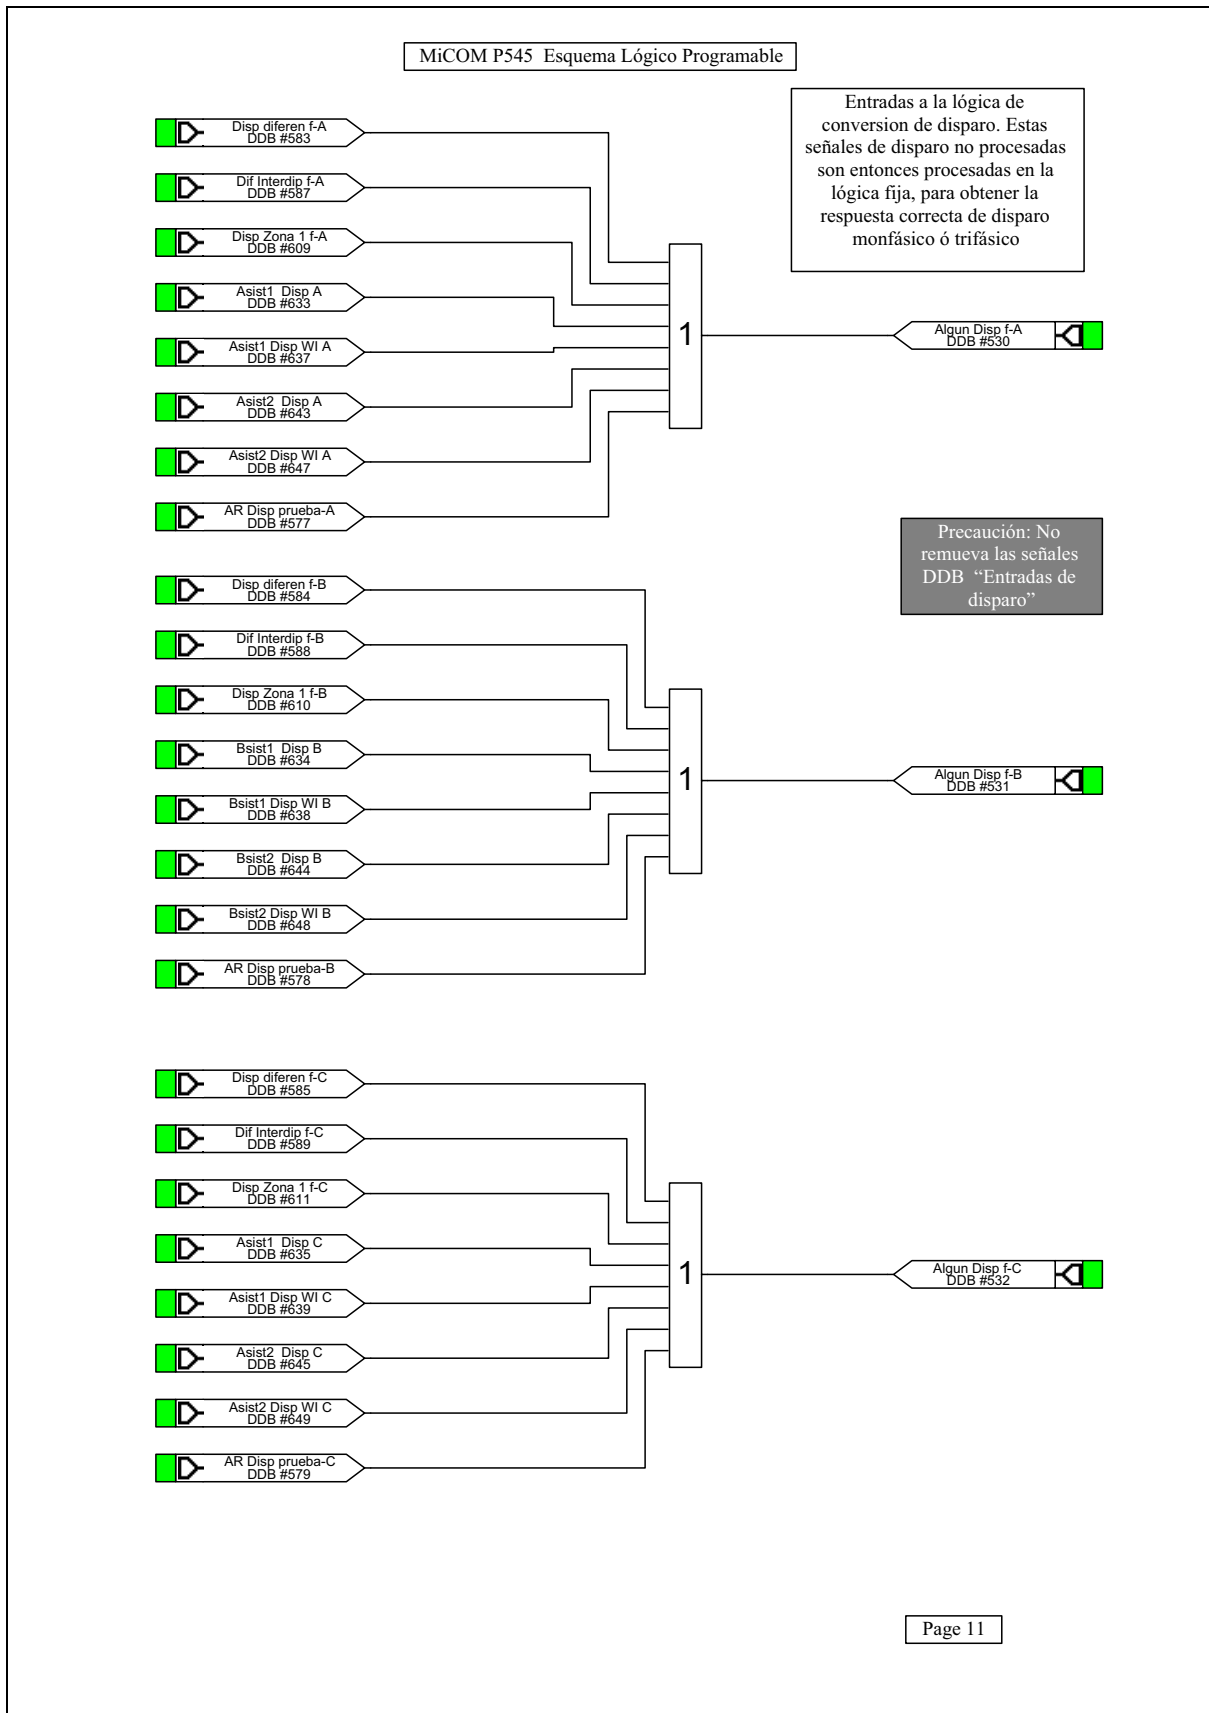 MiCOM P545  Esquema Lógico Programable
Entradas a la lógica de
conversion de disparo. Estas
señales de disparo no procesadas
son entonces procesadas en la
lógica fija, para obtener la
respuesta correcta de disparo
monfásico ó trifásico
Disp diferen f-A
DDB #583
Dif Interdip f-A
DDB #587
Disp Zona 1 f-A
DDB #609
Asist1  Disp A
DDB #633
Asist1 Disp WI A
DDB #637
Asist2  Disp A
DDB #643
Asist2 Disp WI A
DDB #647
AR Disp prueba-A
DDB #577
1
Algun Disp f-A
DDB #530
Precaución: No
remueva las señales
DDB  “Entradas de
disparo”
Disp diferen f-B
DDB #584
Dif Interdip f-B
DDB #588
Disp Zona 1 f-B
DDB #610
Bsist1  Disp B
DDB #634
Bsist1 Disp WI B
DDB #638
Bsist2  Disp B
DDB #644
Bsist2 Disp WI B
DDB #648
AR Disp prueba-B
DDB #578
1
Algun Disp f-B
DDB #531
Disp diferen f-C
DDB #585
Dif Interdip f-C
DDB #589
Disp Zona 1 f-C
DDB #611
Asist1  Disp C
DDB #635
Asist1 Disp WI C
DDB #639
Asist2  Disp C
DDB #645
Asist2 Disp WI C
DDB #649
AR Disp prueba-C
DDB #579
1
Algun Disp f-C
DDB #532
Page 11